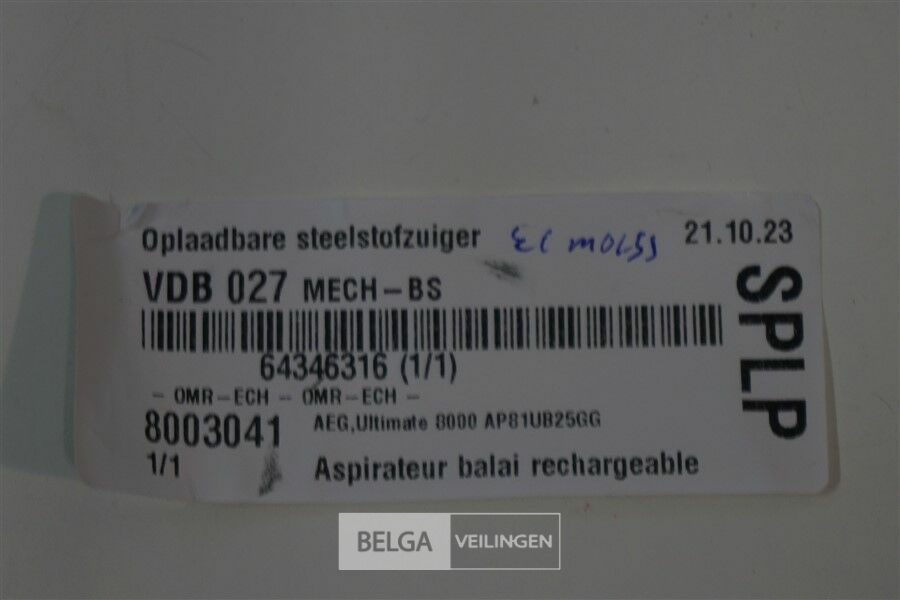 Oplaadbare steelstofzuiger 21.10.23
VDB 027 MECH-BS
SPLP
64346316 (1/1)
- OMR-ECH - OMR-ECH -
8003041 AEG,Ultimate 8000 AP81UB25GG
1/1 Aspirateur balai rechargeable
BELGA VEILINGEN